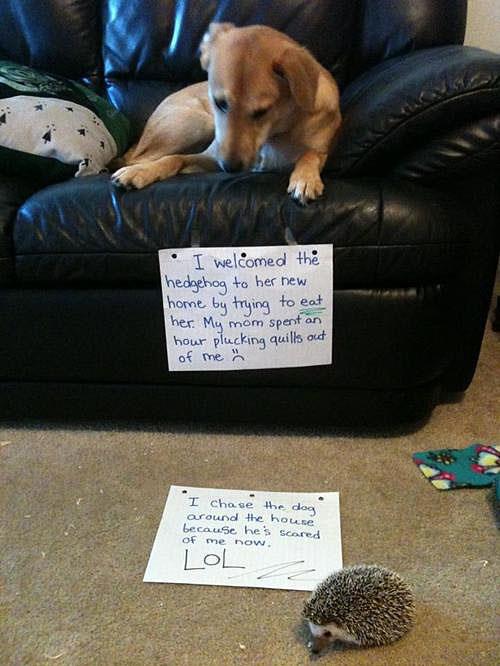 I welcomed the
hedgehog to her new
home by trying to eat
her. My mom spent an
hour plucking quills out
of me :(
I chase the dog
around the house
because he's scared
of me now.
LOL